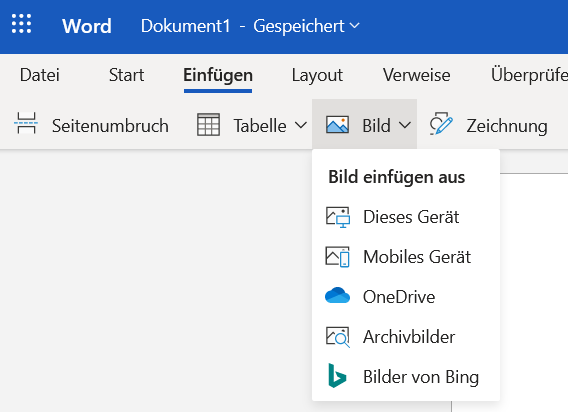 Word Dokument1 - Gespeichert
Datei Start Einfügen Layout Verweise Überprüfe
Seitenumbruch Tabelle Bild Zeichnung
Bild einfügen aus
Dieses Gerät
Mobiles Gerät
OneDrive
Archivbilder
Bilder von Bing